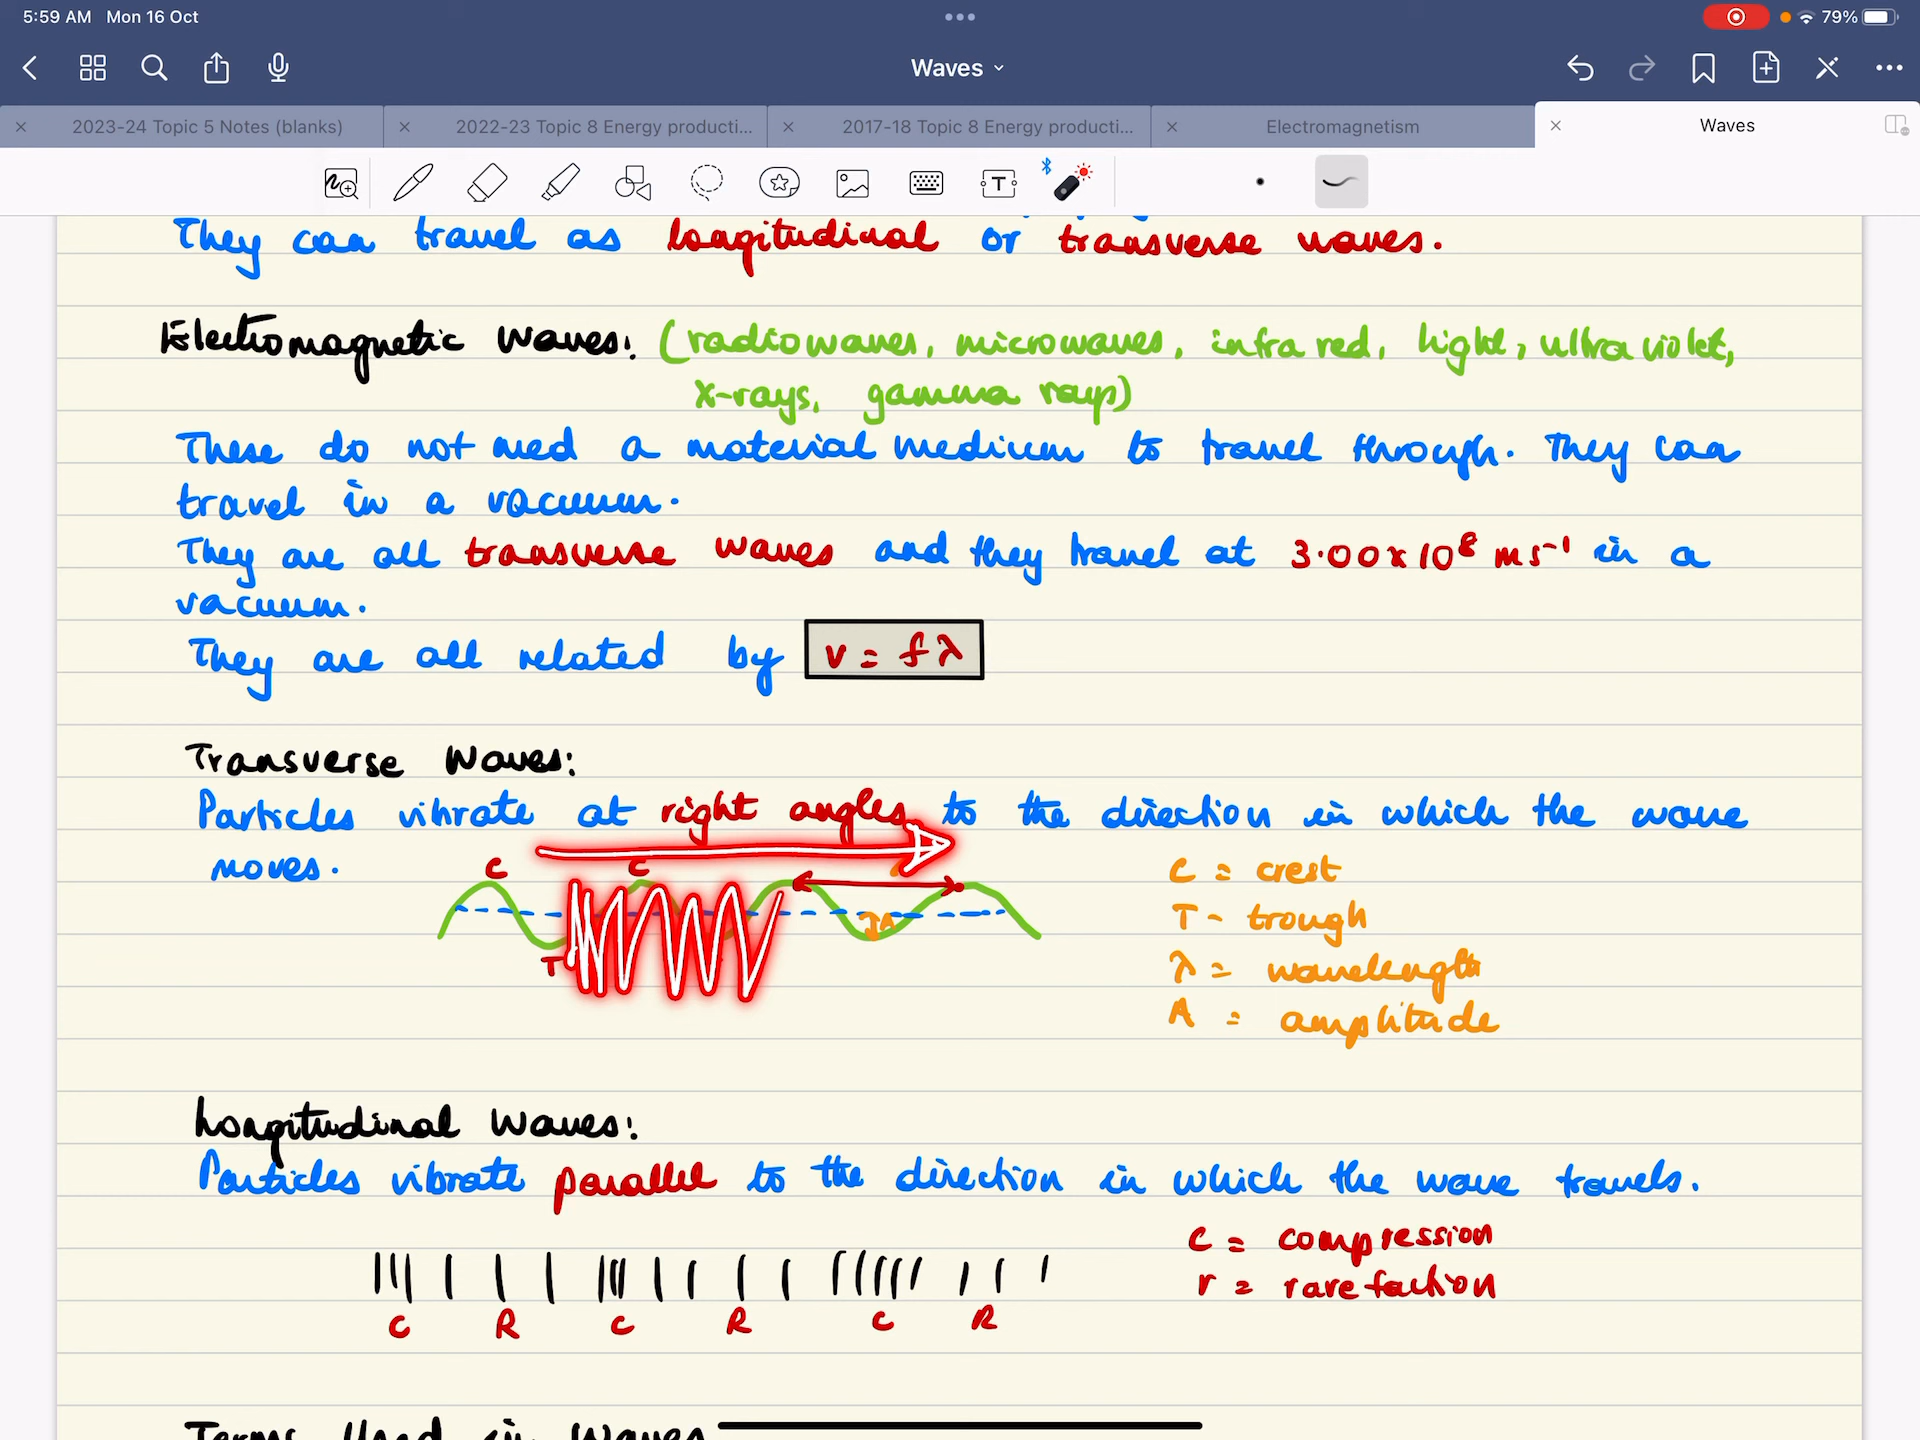 5:59 AM Mon 16 Oct
79%
Waves
2023-24 Topic 5 Notes (blanks)
2022-23 Topic 8 Energy producti...
2017-18 Topic 8 Energy producti...
Electromagnetism
Waves
They can travel as longitudinal or transverse waves.
Electromagnetic Waves: (radiowaves, microwaves, infra red, light, ultra violet,
x-rays, gamma rays)
These do not need a material medium to travel through. They can
travel in a vacuum.
They are all transverse waves and they travel at 3.00 x 10⁸ ms⁻¹ in a
vacuum.
They are all related by v = fλ
Transverse Waves:
Particles vibrate at right angles to the direction in which the wave
moves.
C C
T
A
C = crest
T - trough
λ = wavelength
A = amplitude
Longitudinal Waves:
Particles vibrate parallel to the direction in which the wave travels.
C R C R C R
C = compression
r = rarefaction
Terms Used in Waves